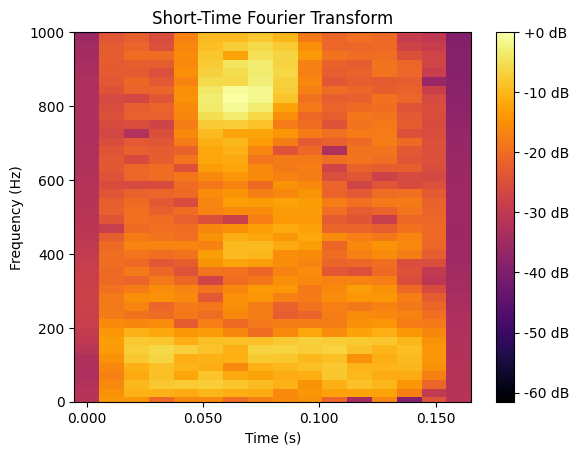 Short-Time Fourier Transform
1000
800
600
400
200
0
Frequency (Hz)
0.000
0.050
0.100
0.150
Time (s)
+0 dB
-10 dB
-20 dB
-30 dB
-40 dB
-50 dB
-60 dB